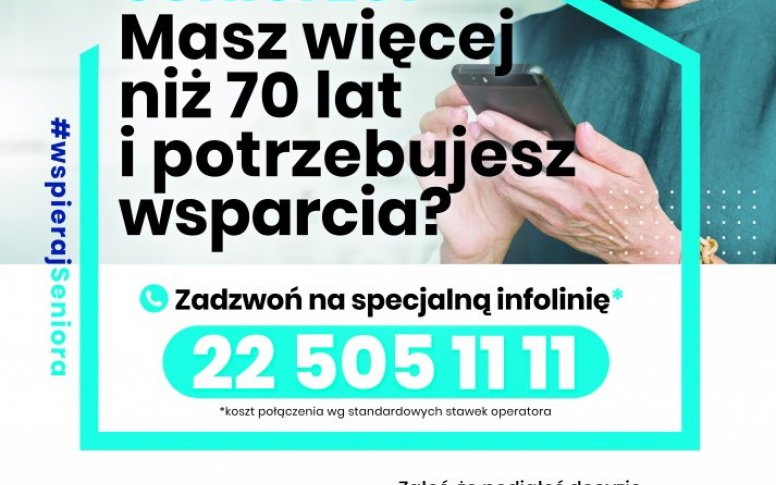 Masz więcej
niż 70 lat
i potrzebujesz
wsparcia?
#wspierajSeniora
Zadzwoń na specjalną infolinię*
22 505 11 11
*koszt połączenia wg standardowych stawek operatora